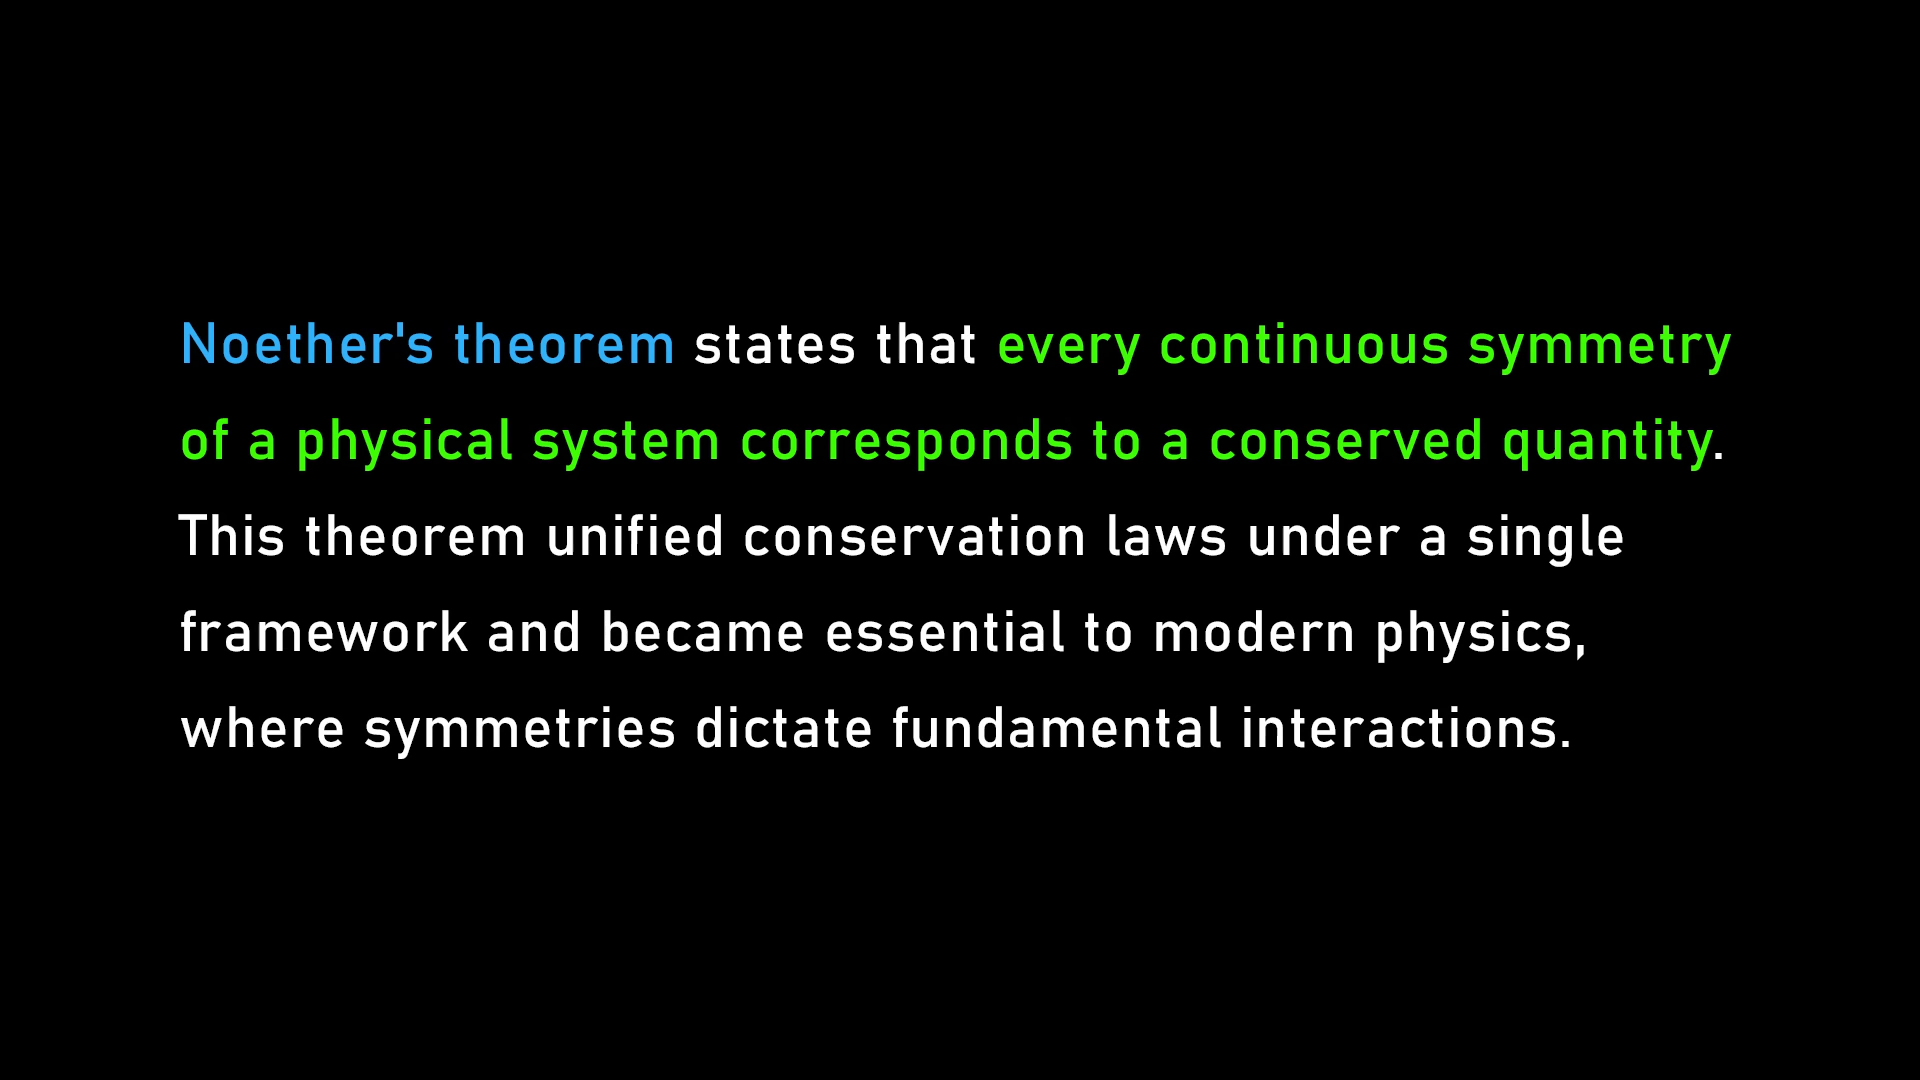 Noether's theorem states that every continuous symmetry
of a physical system corresponds to a conserved quantity.
This theorem unified conservation laws under a single
framework and became essential to modern physics,
where symmetries dictate fundamental interactions.